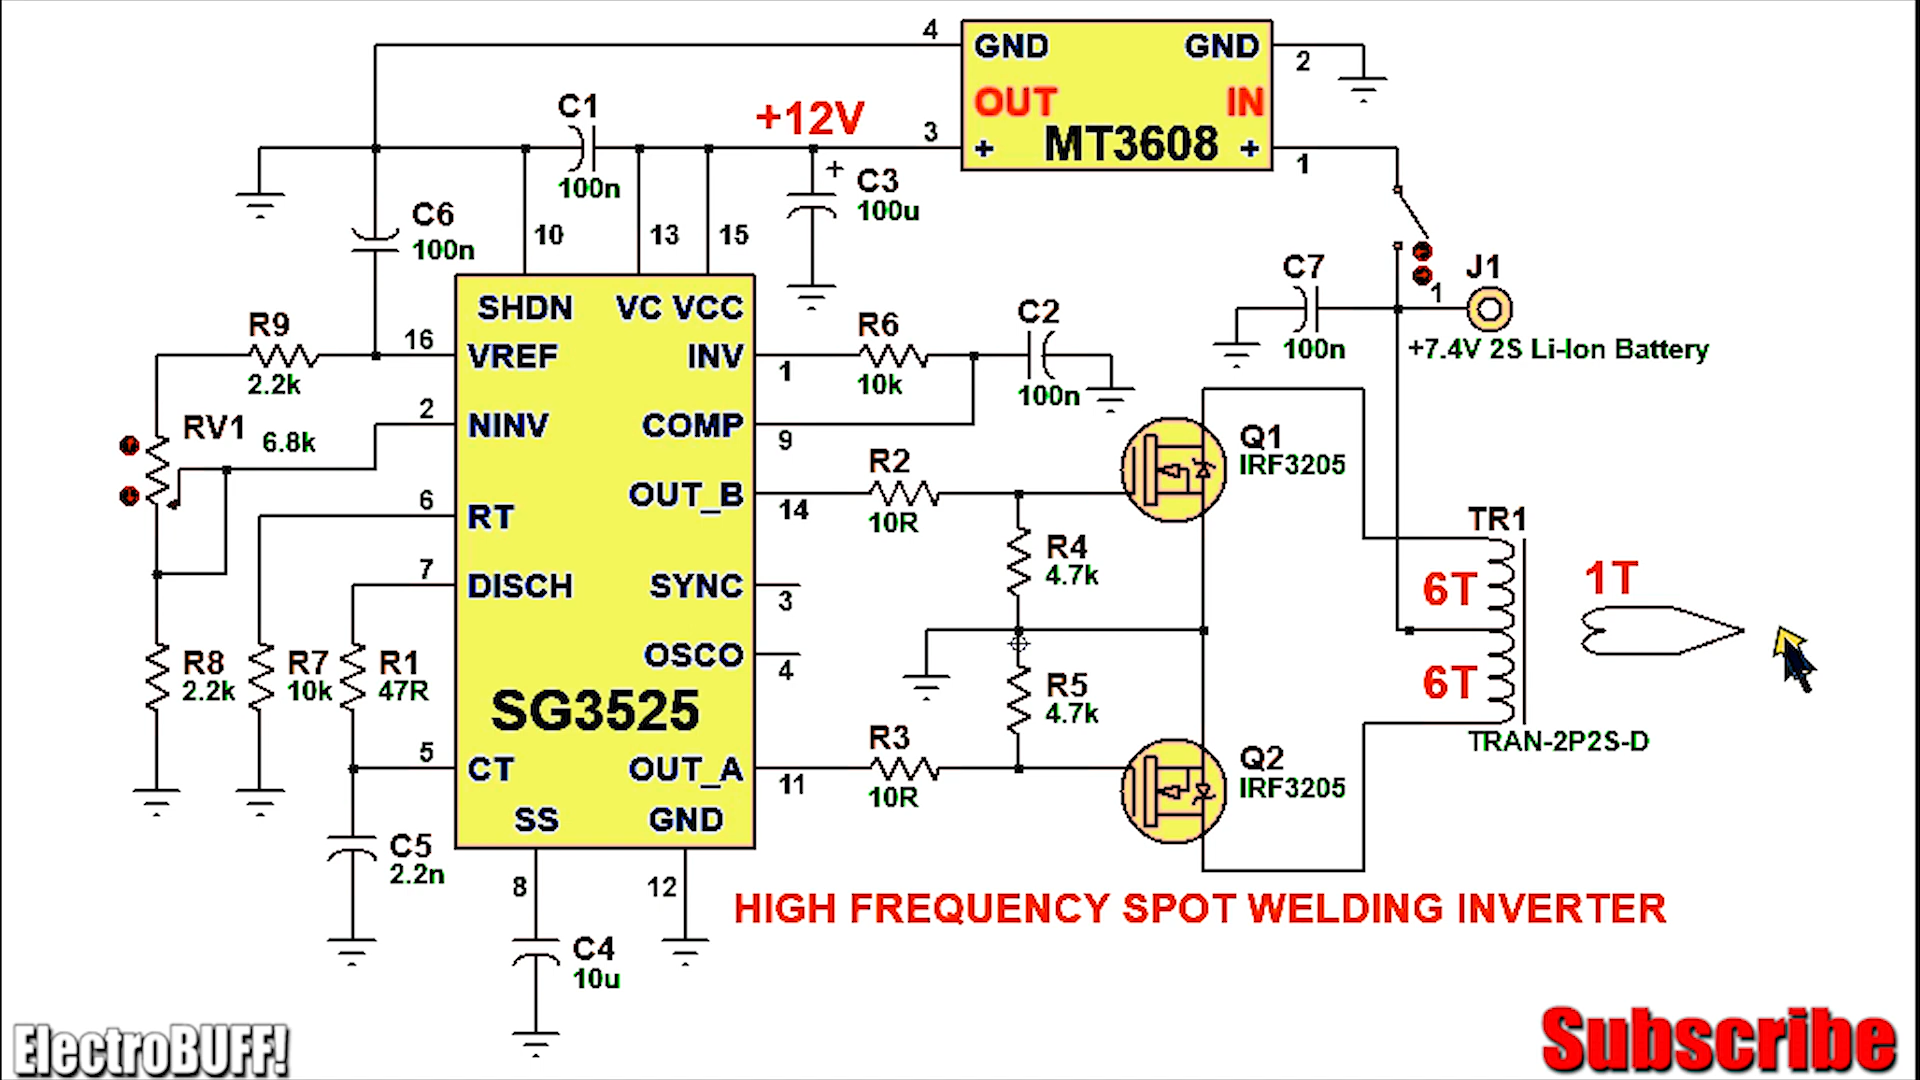 4 GND GND 2
OUT IN
3 + MT3608 + 1
+12V
C1
100n
+ C3
100u
C6
100n
10 13 15
SHDN VC VCC
C7
100n
J1
1
+7.4V 2S Li-Ion Battery
R9
2.2k
16 VREF INV 1
R6
10k
C2
100n
RV1 6.8k
2 NINV COMP 9
Q1
IRF3205
R2
10R
OUT_B 14
6 RT
R4
4.7k
TR1
7 DISCH SYNC 3
6T 1T
OSCO 4
R8
2.2k
R7
10k
R1
47R
SG3525
R5
4.7k
6T
TRAN-2P2S-D
R3
10R
5 CT OUT_A 11
Q2
IRF3205
SS GND
C5
2.2n
8 12
HIGH FREQUENCY SPOT WELDING INVERTER
C4
10u
ElectroBUFF!
Subscribe